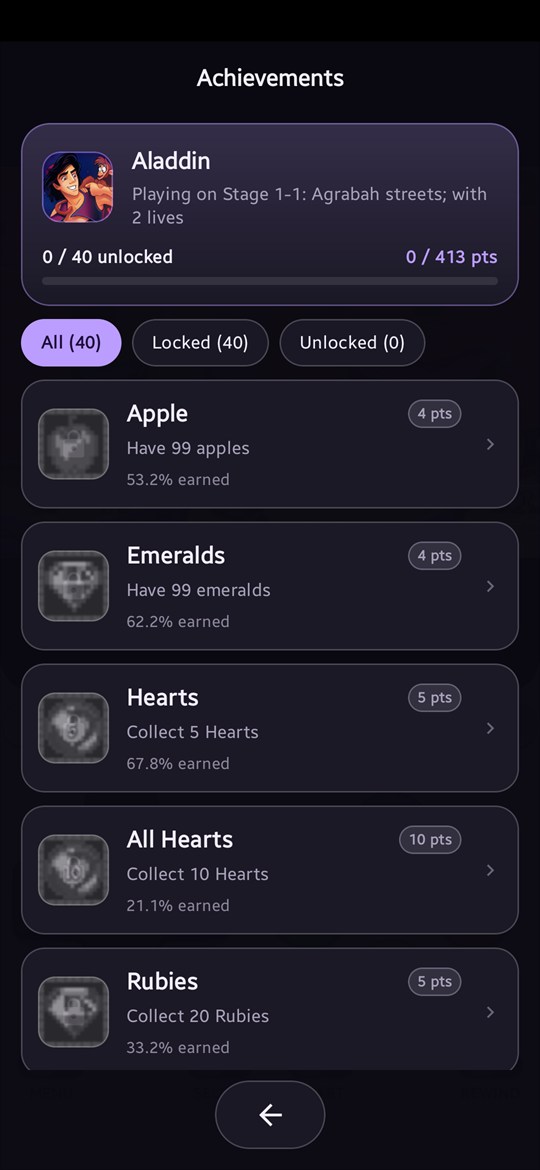 Achievements
Aladdin
Playing on Stage 1-1: Agrabah streets; with
2 lives
0 / 40 unlocked
0 / 413 pts
All (40)
Locked (40)
Unlocked (0)
Apple
4 pts
Have 99 apples
53.2% earned
Emeralds
4 pts
Have 99 emeralds
62.2% earned
Hearts
5 pts
Collect 5 Hearts
67.8% earned
All Hearts
10 pts
Collect 10 Hearts
21.1% earned
Rubies
5 pts
Collect 20 Rubies
33.2% earned